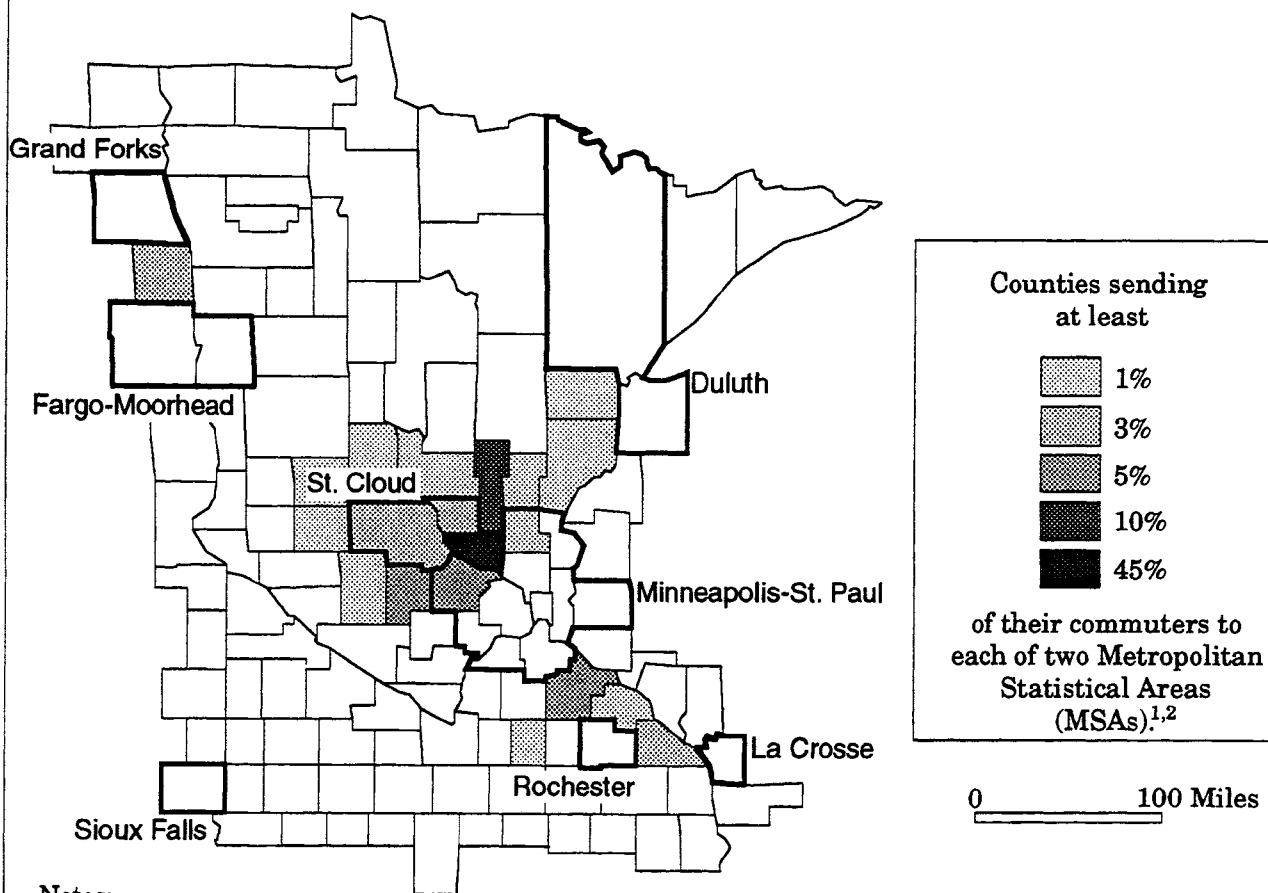 Grand Forks
Fargo-Moorhead
Duluth
St. Cloud
Minneapolis-St. Paul
La Crosse
Rochester
Sioux Falls
Counties sending
at least
1%
3%
5%
10%
45%
of their commuters to
each of two Metropolitan
Statistical Areas
(MSAs).1,2
0 100 Miles